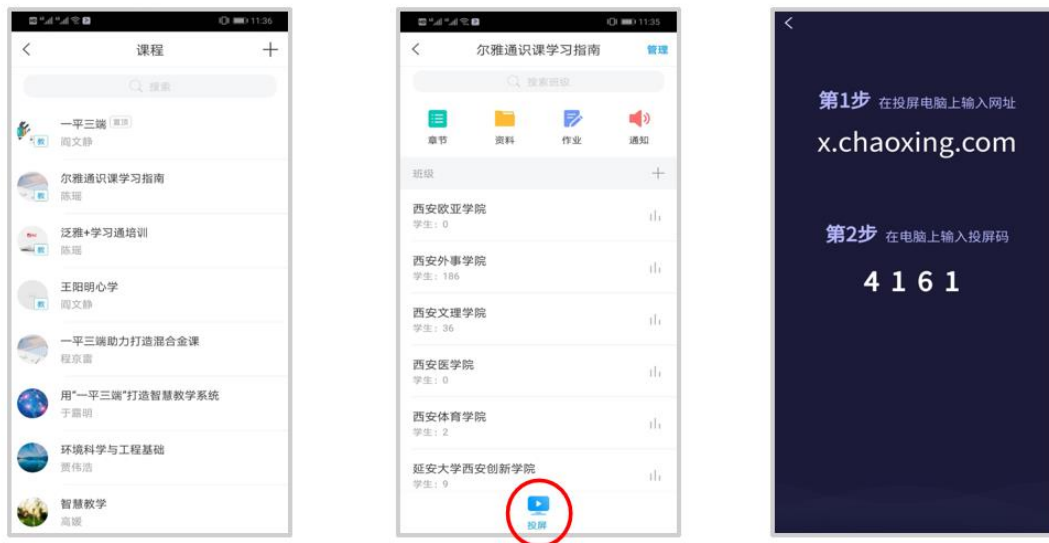 11:36
课程
搜索
一平三端 置顶
阎文静
尔雅通识课学习指南
陈瑶
泛雅+学习通培训
陈瑶
王阳明心学
阎文静
一平三端助力打造混合金课
程京雷
用“一平三端”打造智慧教学系统
于嘉明
环境科学与工程基础
贾伟浩
智慧教学
高媛
11:35
尔雅通识课学习指南 管理
搜索班级
章节 资料 作业 通知
班级
西安欧亚学院
学生: 0
西安外事学院
学生: 186
西安文理学院
学生: 36
西安医学院
学生: 0
西安体育学院
学生: 2
延安大学西安创新学院
学生: 9
投屏
第1步 在投屏电脑上输入网址
x.chaoxing.com
第2步 在电脑上输入投屏码
4161